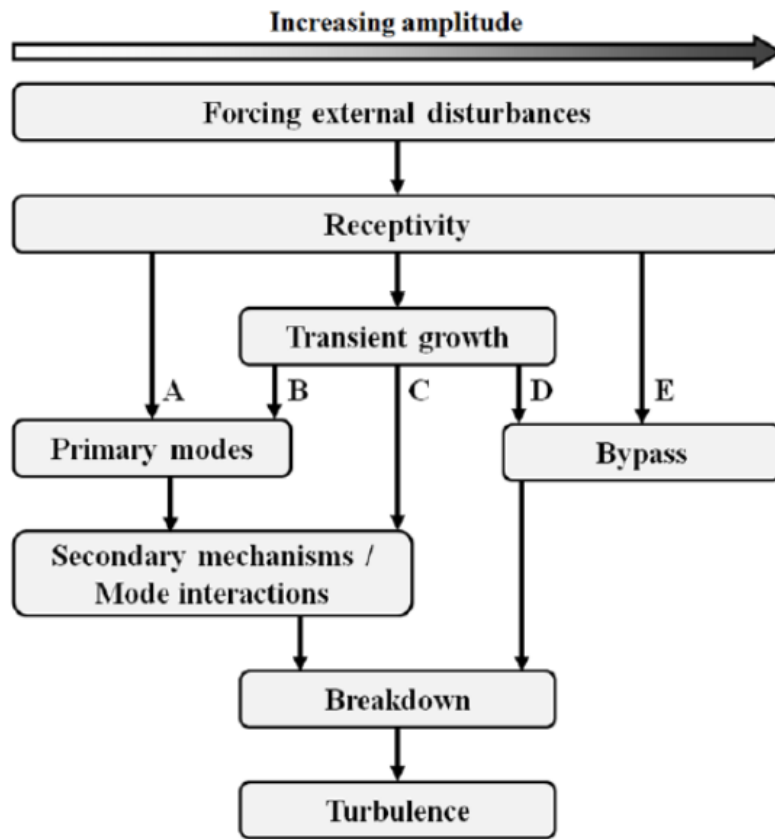 Increasing amplitude
Forcing external disturbances
Receptivity
Transient growth
A
B
C
D
E
Primary modes
Bypass
Secondary mechanisms /
Mode interactions
Breakdown
Turbulence